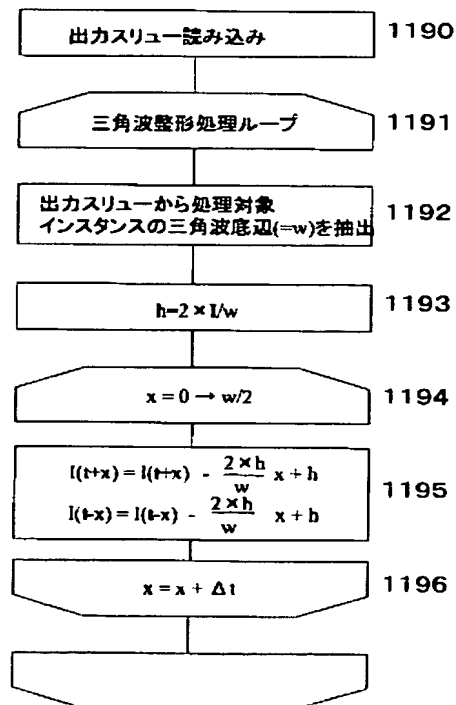 出力スリュー読み込み 1190
三角波整形処理ループ 1191
出力スリューから処理対象
インスタンスの三角波底辺(=w)を抽出 1192
h=2×I/w 1193
x = 0 → w/2 1194
I(t+x) = I(t+x) - 2×h/w x + h
I(t-x) = I(t-x) - 2×h/w x + h 1195
x = x + Δt 1196